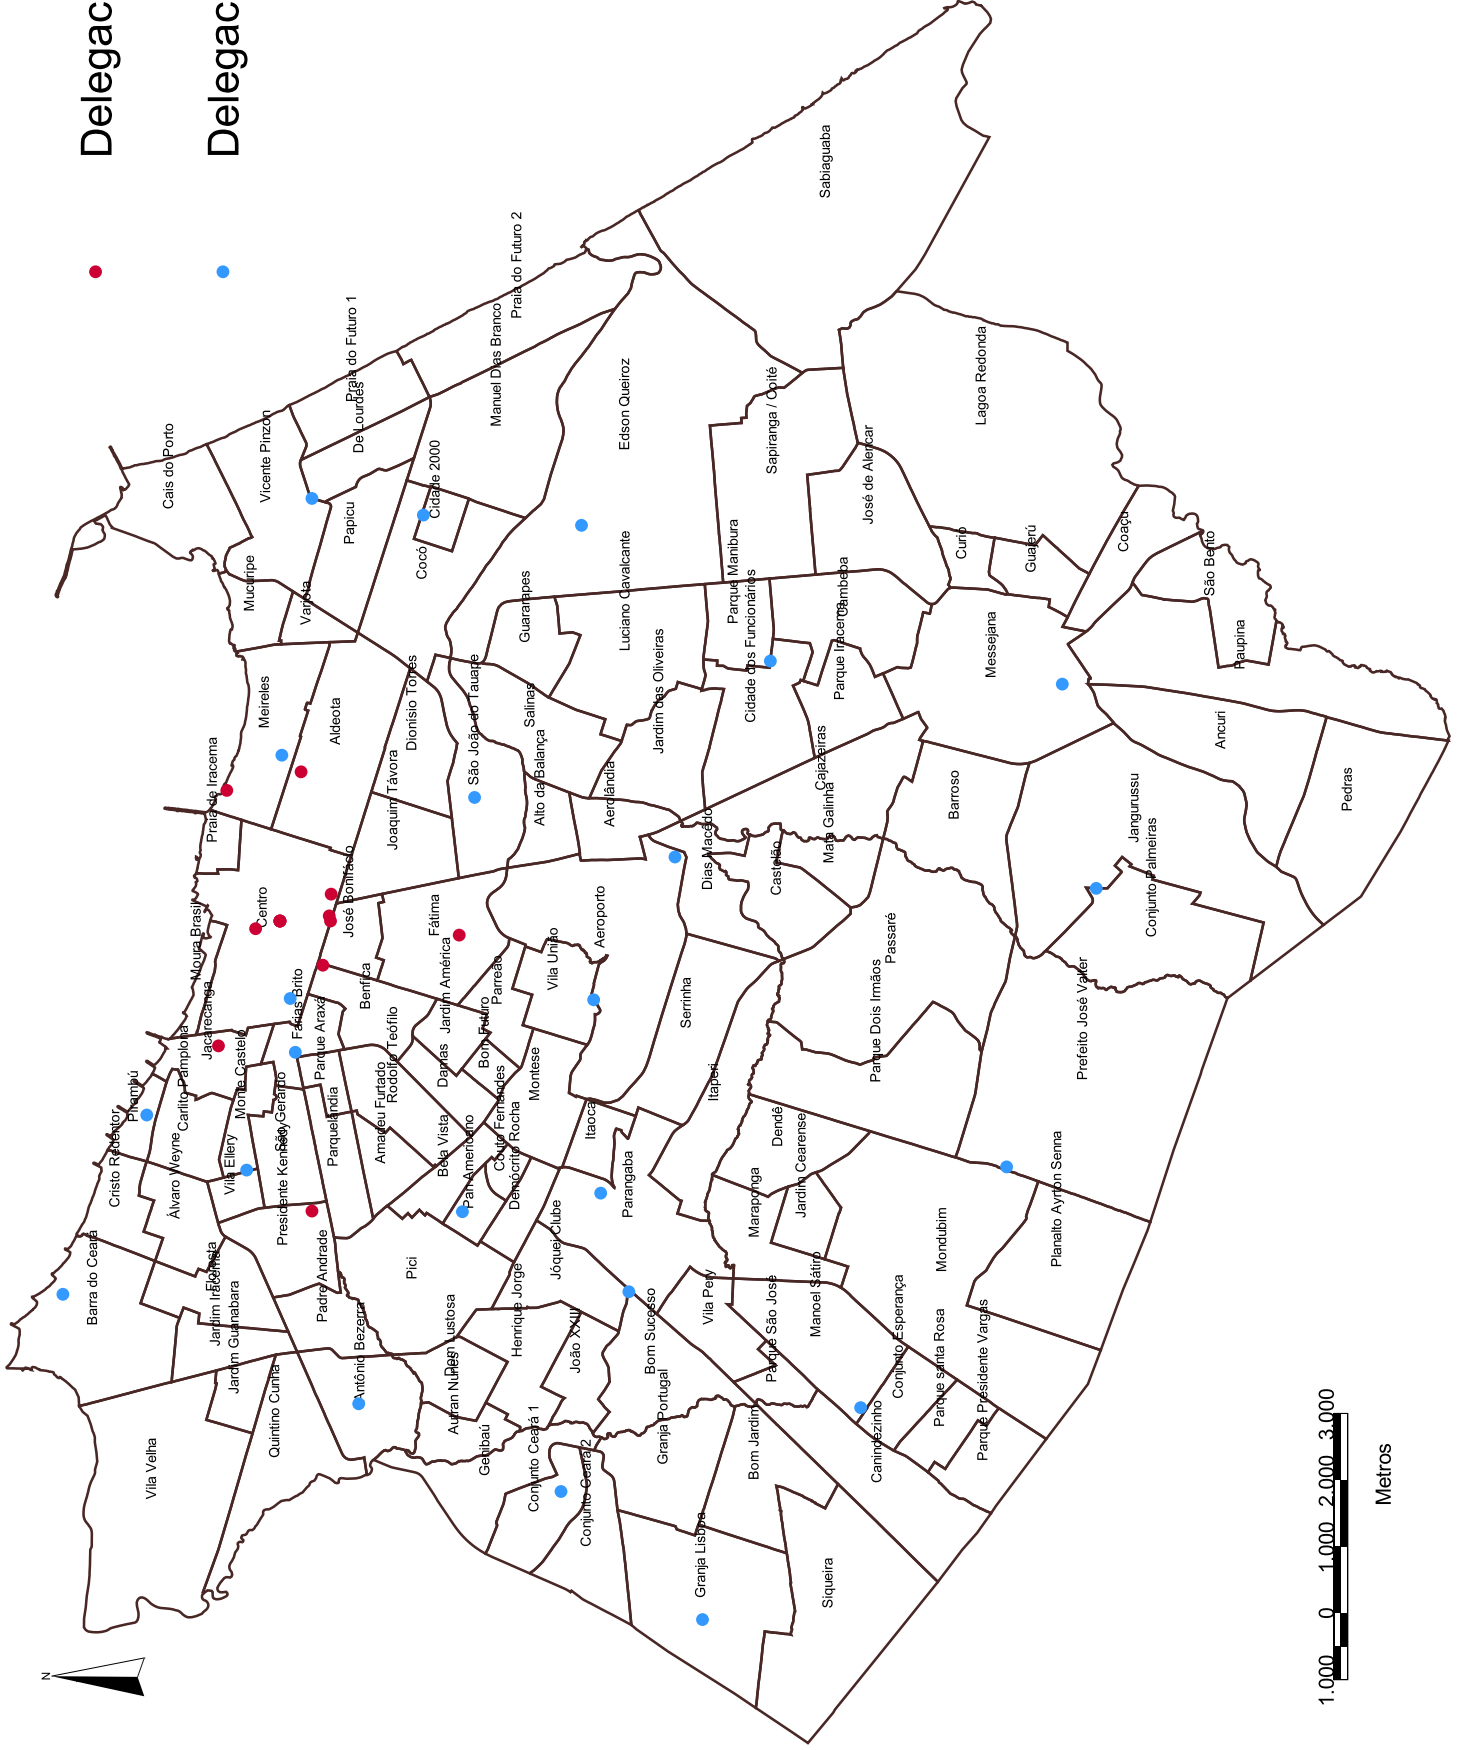 Delegac
Delegac
N
Sabiaguaba
Praia do Futuro 2
Praia do Futuro 1
Manuel Dias Branco
De Lourdes
Cais do Porto
Vicente Pinzon
Papicu
Cidade 2000
Cocó
Edson Queiroz
Sapiranga / Coité
Lagoa Redonda
José de Alencar
Curió
Guajerú
Coaçu
São Bento
Paupina
Mucuripe
Varjota
Guararapes
Luciano Cavalcante
Parque Manibura
Cidade dos Funcionários
Cambeba
Parque Iracema
Messejana
Ancuri
Pedras
Meireles
Aldeota
Dionisio Torres
São João do Tauape
Salinas
Jardim das Oliveiras
Praia de Iracema
Joaquim Távora
Alto da Balança
Aerolândia
Cajazeiras
Mata Galinha
Barroso
Jangurussu
Conjunto Palmeiras
Dias Macêdo
Castelão
Centro
José Bonifácio
Moura Brasil
Fátima
Aeroporto
Passaré
Vila União
Benfica
Jardim América
Parreão
Farias Brito
Jacarecanga
Parque Araxá
Rodolfo Teófilo
Damas
Bom Futuro
Montese
Serrinha
Itaperi
Parque Dois Irmãos
Prefeito José Valter
Carlito Pamplona
Monte Castelo
Pirambú
São Gerardo
Parquelândia
Amadeu Furtado
Bela Vista
Pan Americano
Couto Fernandes
Demócrito Rocha
Itaoca
Dendê
Cristo Redentor
Álvaro Weyne
Vila Ellery
Presidente Kennedy
Parangaba
Maraponga
Jardim Cearense
Planalto Ayrton Senna
Mondubim
Barra do Ceará
Floresta
Jardim Iracema
Jardim Guanabara
Padre Andrade
Pici
Jóquei Clube
Henrique Jorge
Vila Pery
Manoel Sátiro
Antônio Bezerra
Dom Lustosa
Autran Nunes
João XXIII
Bom Sucesso
Parque São José
Conjunto Esperança
Parque santa Rosa
Parque Presidente Vargas
Vila Velha
Quintino Cunha
Genibaú
Conjunto Ceará 1
Conjunto Ceará 2
Granja Portugal
Bom Jardim
Canindezinho
Granja Lisboa
Siqueira
1.000 0 1.000 2.000 3.000
Metros